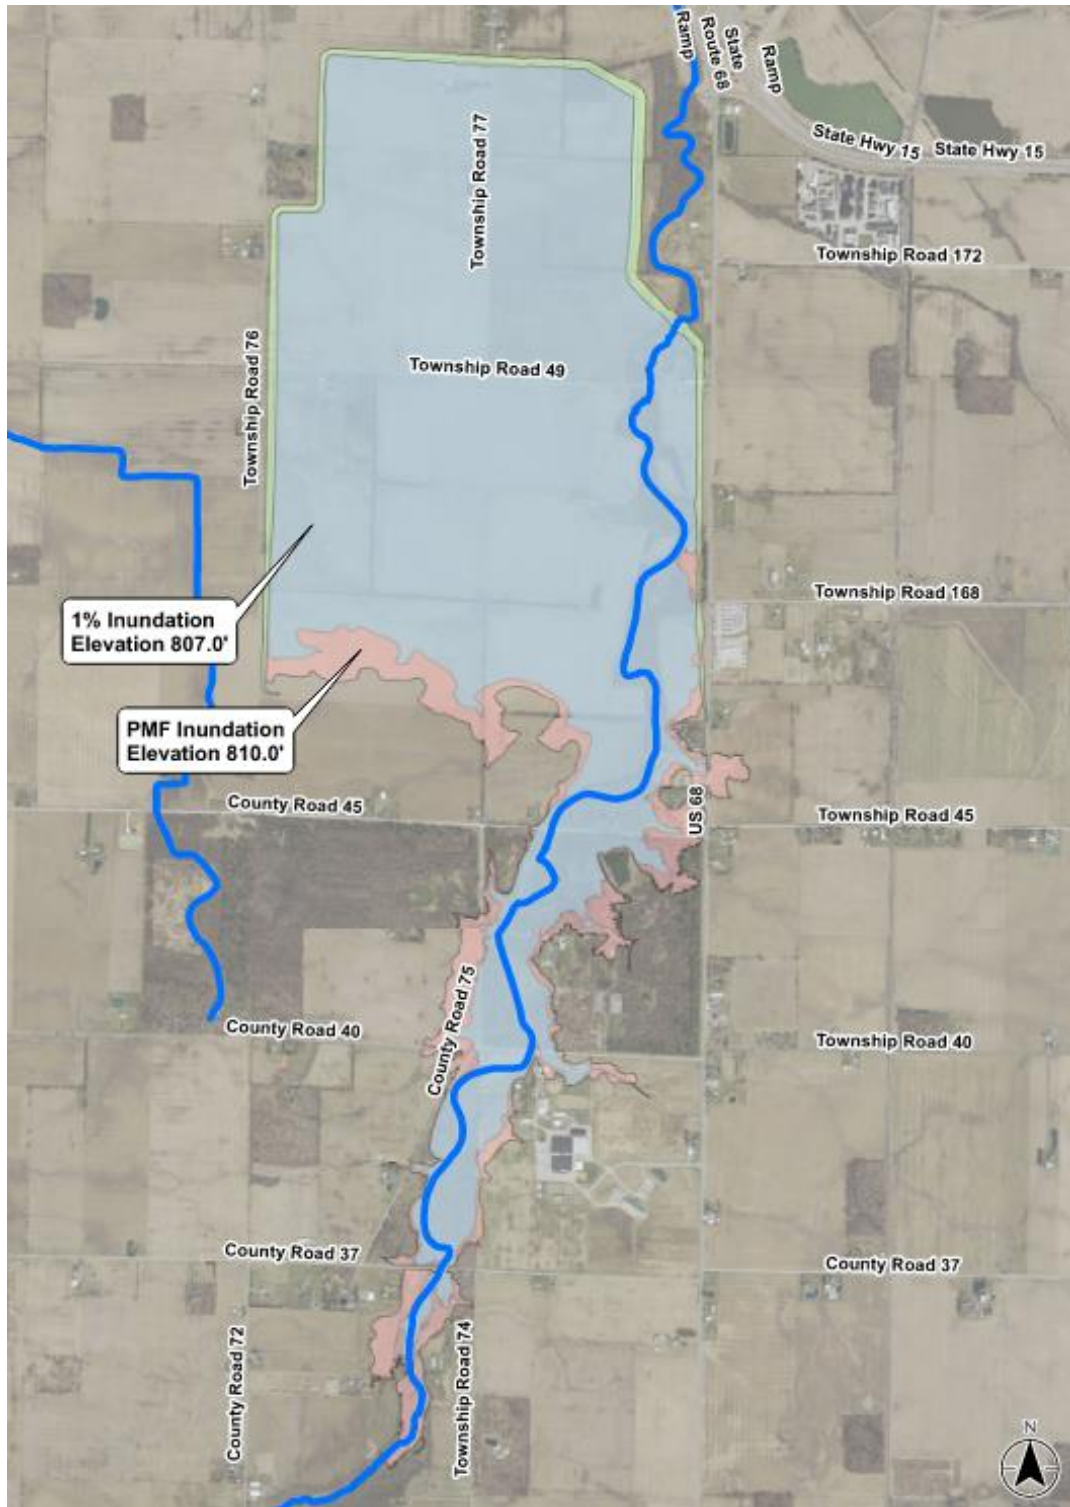 Ramp
State
Route 68
Ramp
State Hwy 15
State Hwy 15
Township Road 77
Township Road 172
Township Road 76
Township Road 49
1% Inundation
Elevation 807.0'
Township Road 168
PMF Inundation
Elevation 810.0'
County Road 45
US 68
Township Road 45
County Road 75
County Road 40
Township Road 40
County Road 37
County Road 37
County Road 72
Township Road 74
N